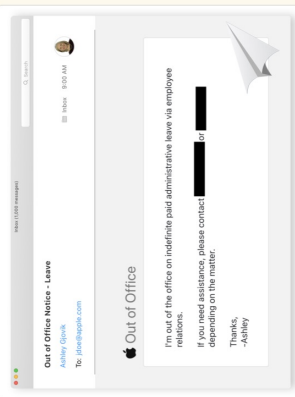 Inbox (1,000 messages)
Search
Out of Office Notice - Leave
Ashley Gjovik
Inbox 9:00 AM
To: jdoe@apple.com
Out of Office
I'm out of the office on indefinite paid administrative leave via employee
relations.
If you need assistance, please contact or
depending on the matter.
Thanks,
-Ashley